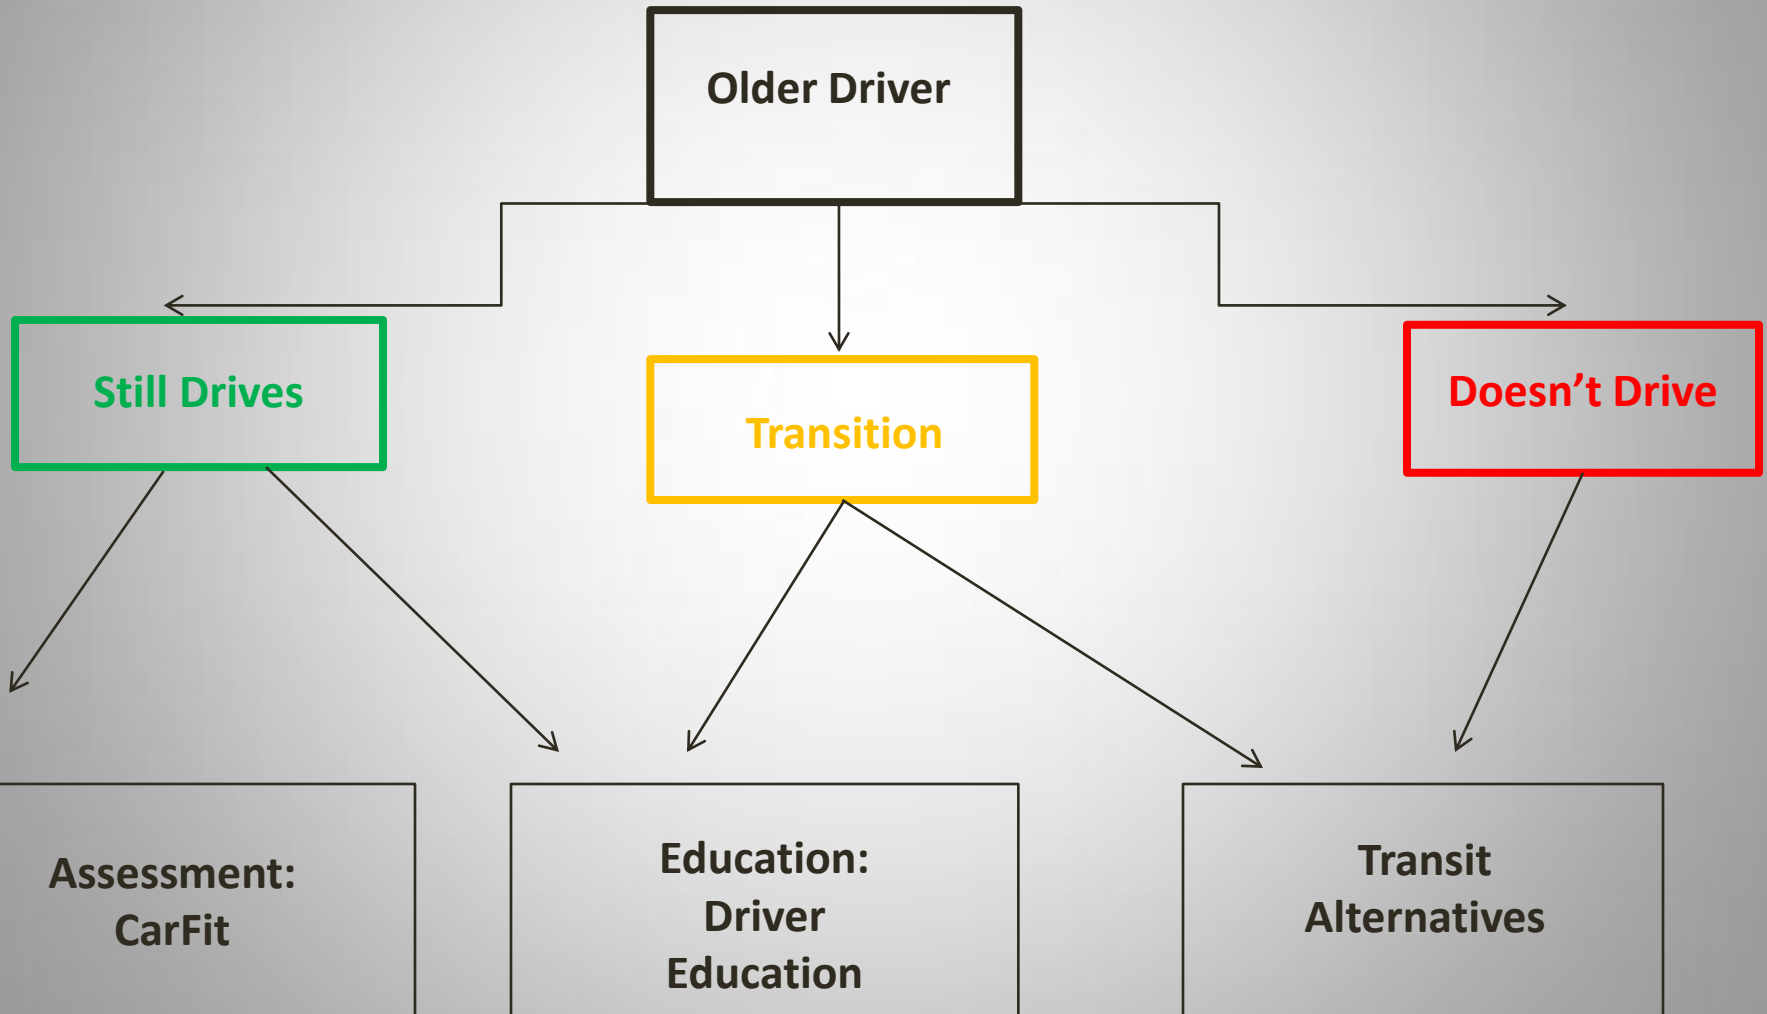 Older Driver
Still Drives
Transition
Doesn’t Drive
Assessment:
CarFit
Education:
Driver
Education
Transit
Alternatives